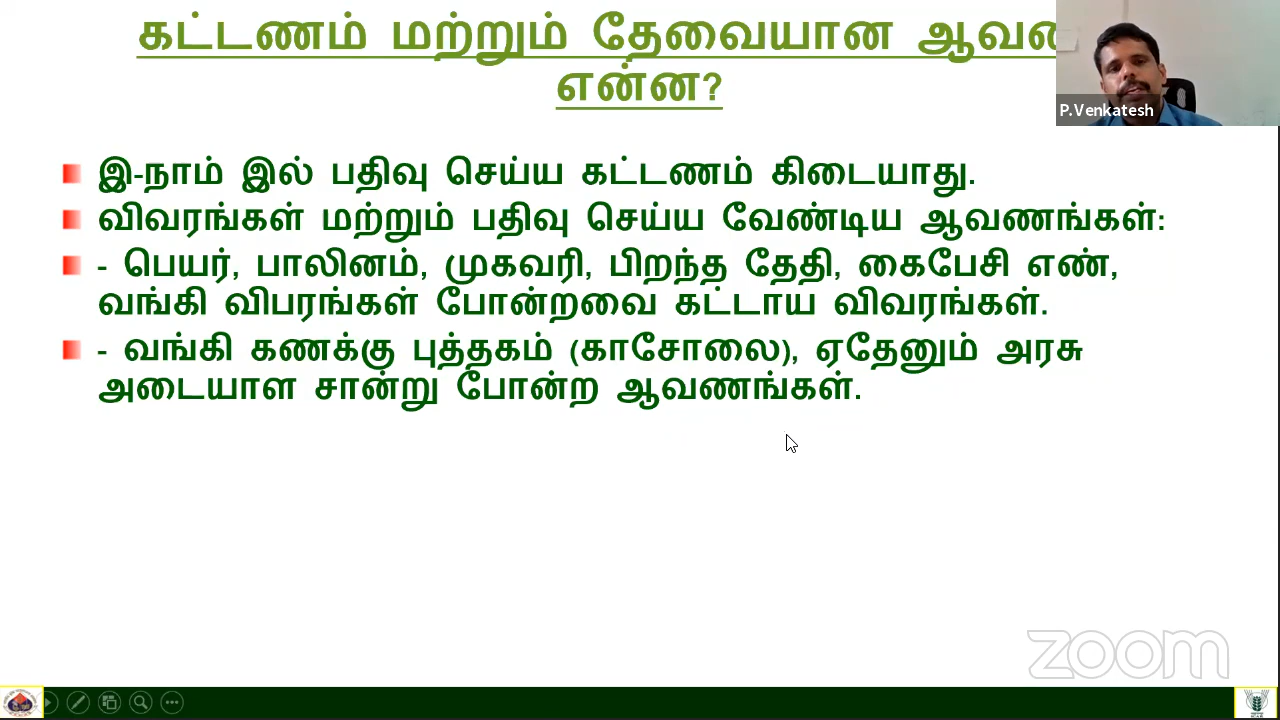 கட்டணம் மற்றும் தேவையான
என்ன?
P.Venkatesh
இ-நாம் இல் பதிவு செய்ய கட்டணம் கிடையாது.
விவரங்கள் மற்றும் பதிவு செய்ய வேண்டிய ஆவணங்கள்:
- பெயர், பாலினம், முகவரி, பிறந்த தேதி, கைபேசி எண்,
வங்கி விபரங்கள் போன்றவை கட்டாய விவரங்கள்.
- வங்கி கணக்கு புத்தகம் (காசோலை), ஏதேனும் அரசு
அடையாள சான்று போன்ற ஆவணங்கள்.
zoom